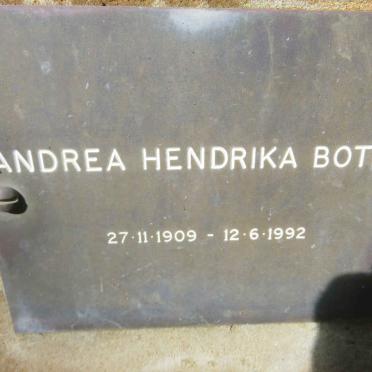 ANDREA HENDRIKA BOT
27·11·1909 - 12·6·1992